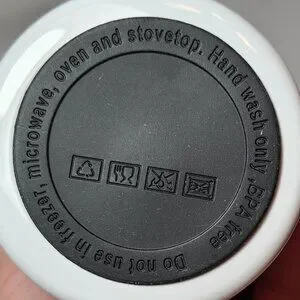 Do not use in freezer, microwave, oven and stovetop. Hand wash only ;BPA free